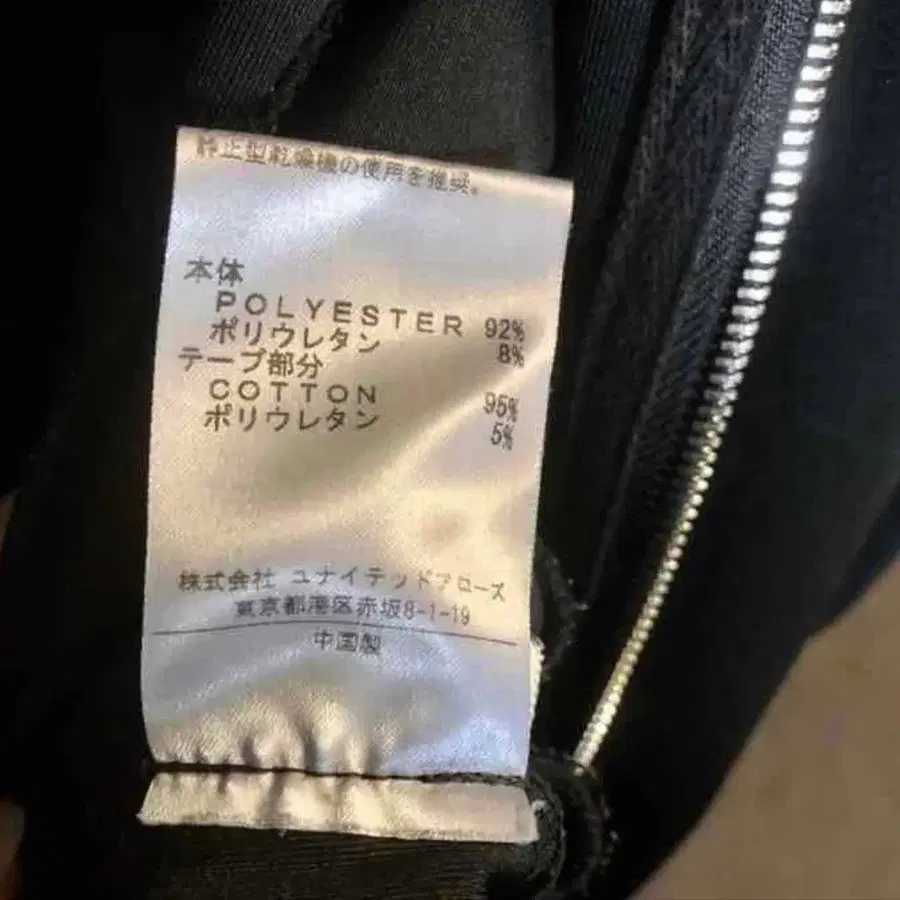 静止型乾燥機の使用を推奨。
本体
POLYESTER 92%
ポリウレタン 8%
テープ部分
COTTON 95%
ポリウレタン 5%
株式会社 ユナイテッドアローズ
東京都港区赤坂8-1-19
中国製